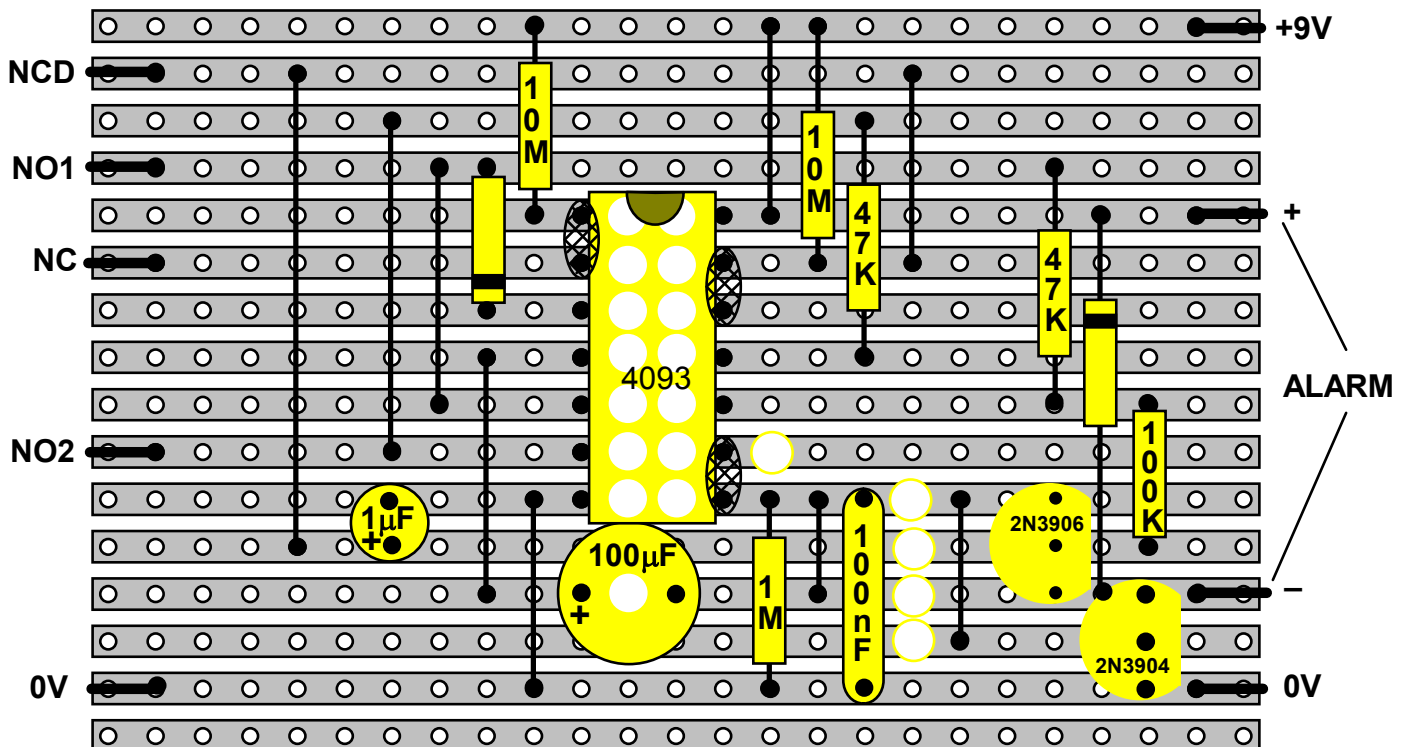 +9V
NCD
10M
10M
NO1
47K
+
NC
47K
4093
ALARM
NO2
100K
1μF
+
2N3906
100μF
+
100nF
1M
–
2N3904
0V
0V